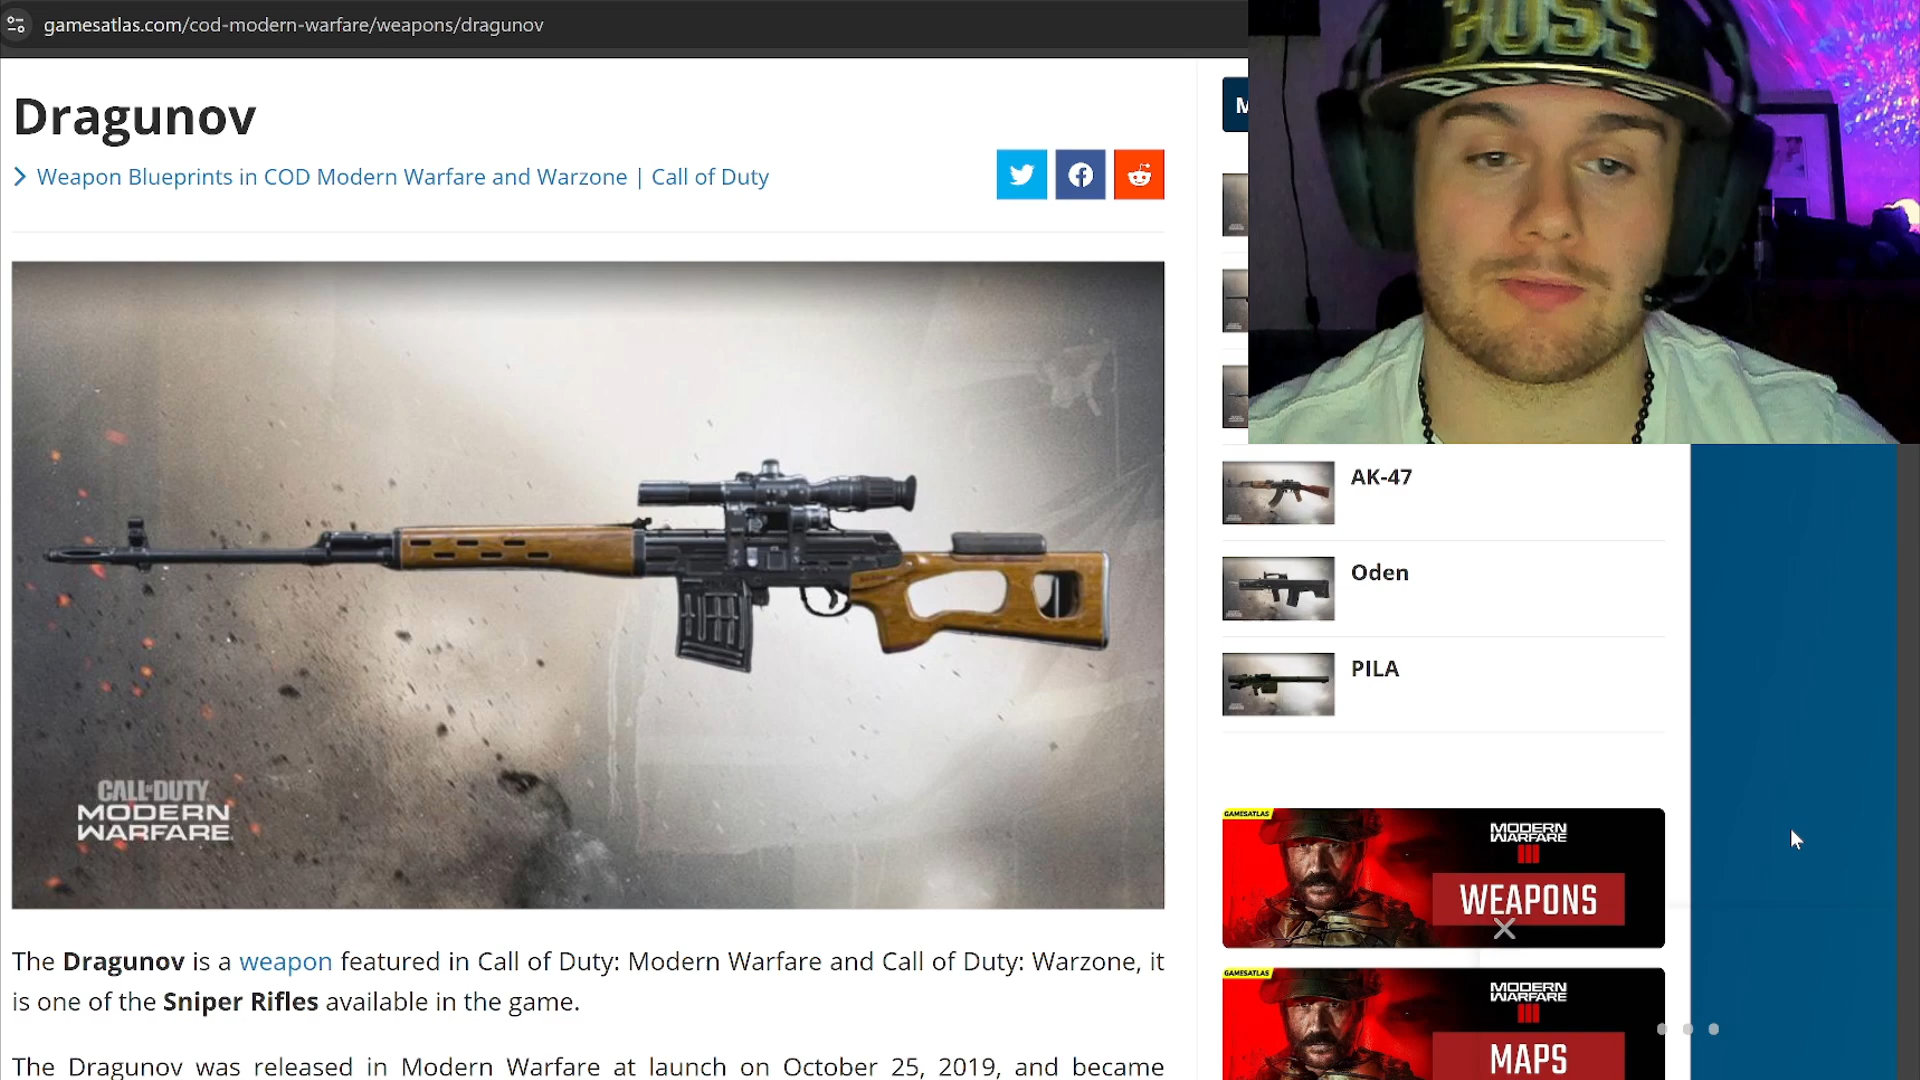 gamesatlas.com/cod-modern-warfare/weapons/dragunov
Dragunov
Weapon Blueprints in COD Modern Warfare and Warzone | Call of Duty
CALL OF DUTY
MODERN
WARFARE
The Dragunov is a weapon featured in Call of Duty: Modern Warfare and Call of Duty: Warzone, it
is one of the Sniper Rifles available in the game.
The Dragunov was released in Modern Warfare at launch on October 25, 2019, and became
M
BOSS
BOSS
AK-47
Oden
PILA
GAMESATLAS
MODERN
WARFARE
III
WEAPONS
GAMESATLAS
MODERN
WARFARE
III
MAPS